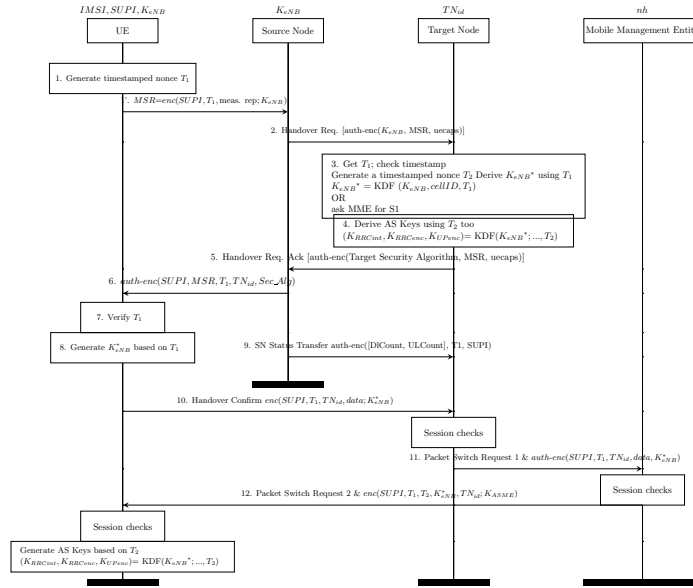 IMSI, SUPI, K_eNB
K_eNB
TN_id
nh
UE
Source Node
Target Node
Mobile Management Entit
1. Generate timestamped nonce T_1
1'. MSR=enc(SUPI, T_1, meas. rep; K_eNB)
2. Handover Req. [auth-enc(K_eNB, MSR, uecaps)]
3. Get T_1; check timestamp
Generate a timestamped nonce T_2 Derive K_eNB* using T_1
K_eNB* = KDF (K_eNB, cellID, T_1)
OR
ask MME for S1
4. Derive AS Keys using T_2 too
(K_RRCint, K_RRCenc, K_UPenc)= KDF(K_eNB*; ..., T_2)
5. Handover Req. Ack [auth-enc(Target Security Algorithm, MSR, uecaps)]
6. auth-enc(SUPI, MSR, T_1, TN_id, Sec_Alg)
7. Verify T_1
8. Generate K*_eNB based on T_1
9. SN Status Transfer auth-enc([DlCount, ULCount], T1, SUPI)
10. Handover Confirm enc(SUPI, T_1, TN_id, data; K*_eNB)
Session checks
11. Packet Switch Request 1 & auth-enc(SUPI, T_1, TN_id, data, K*_eNB)
Session checks
12. Packet Switch Request 2 & enc(SUPI, T_1, T_2, K*_eNB, TN_id; K_ASME)
Session checks
Generate AS Keys based on T_2
(K_RRCint, K_RRCenc, K_UPenc)= KDF(K_eNB*; ..., T_2)